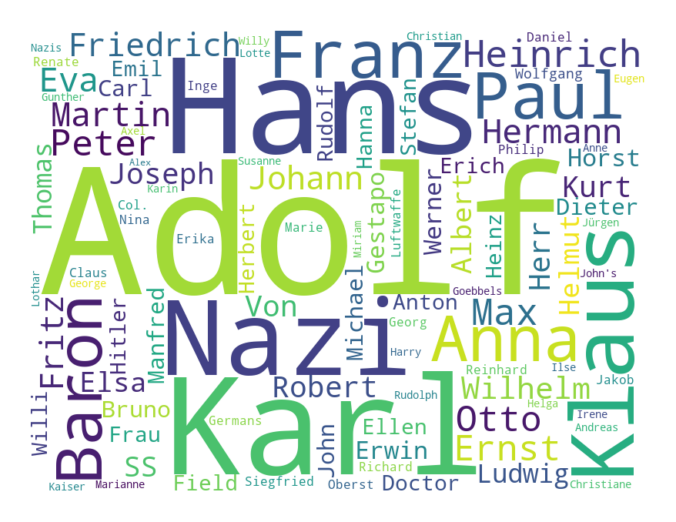 Nazis
Willy
Christian
Daniel
Friedrich
Lotte
Franz
Heinrich
Renate
Hans
Emil
Wolfgang
Eugen
Eva
Carl
Inge
Rudolf
Stefan
Paul
Gunther
Martin
Hermann
Axel
Peter
Hanna
Philip
Anne
Thomas
Alex
Susanne
Erich
Horst
Joseph
Johann
Kurt
Karin
Adolf
Gestapo
Luftwaffe
Werner
Albert
Dieter
Col.
Herbert
Marie
Heinz
Herr
Jürgen
Nina
Erika
Miriam
Helmut
Klaus
Lothar
Claus
Michael
Goebbels
John's
George
Nazi
Anton
Fritz
Baron
Hitler
Manfred
Von
Max
Georg
Anna
Harry
Elsa
Karl
Robert
Reinhard
Ilse
Jakob
Willi
Bruno
Rudolph
Wilhelm
Helga
Otto
Irene
Germans
Ellen
Andreas
Frau
John
Erwin
Ernst
SS
Richard
Ludwig
Kaiser
Marianne
Field
Siegfried
Oberst
Doctor
Christiane